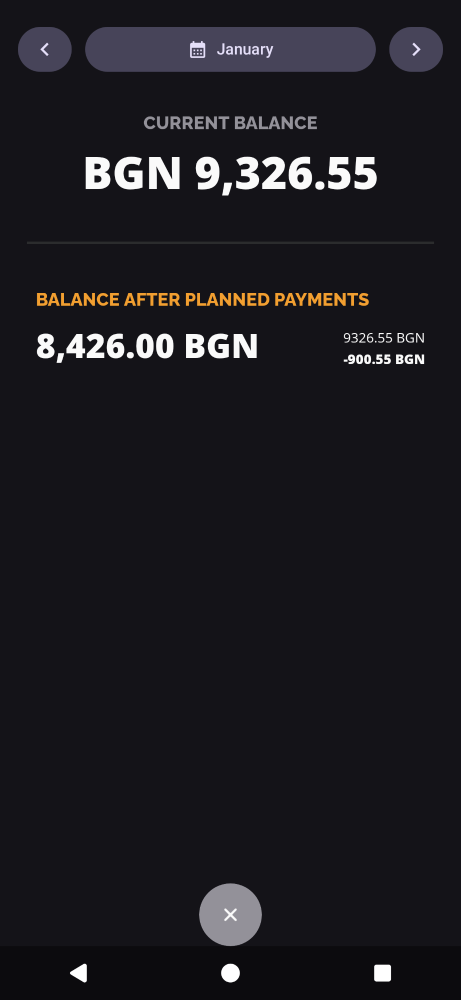 January
CURRENT BALANCE
BGN 9,326.55
BALANCE AFTER PLANNED PAYMENTS
8,426.00 BGN
9326.55 BGN
-900.55 BGN